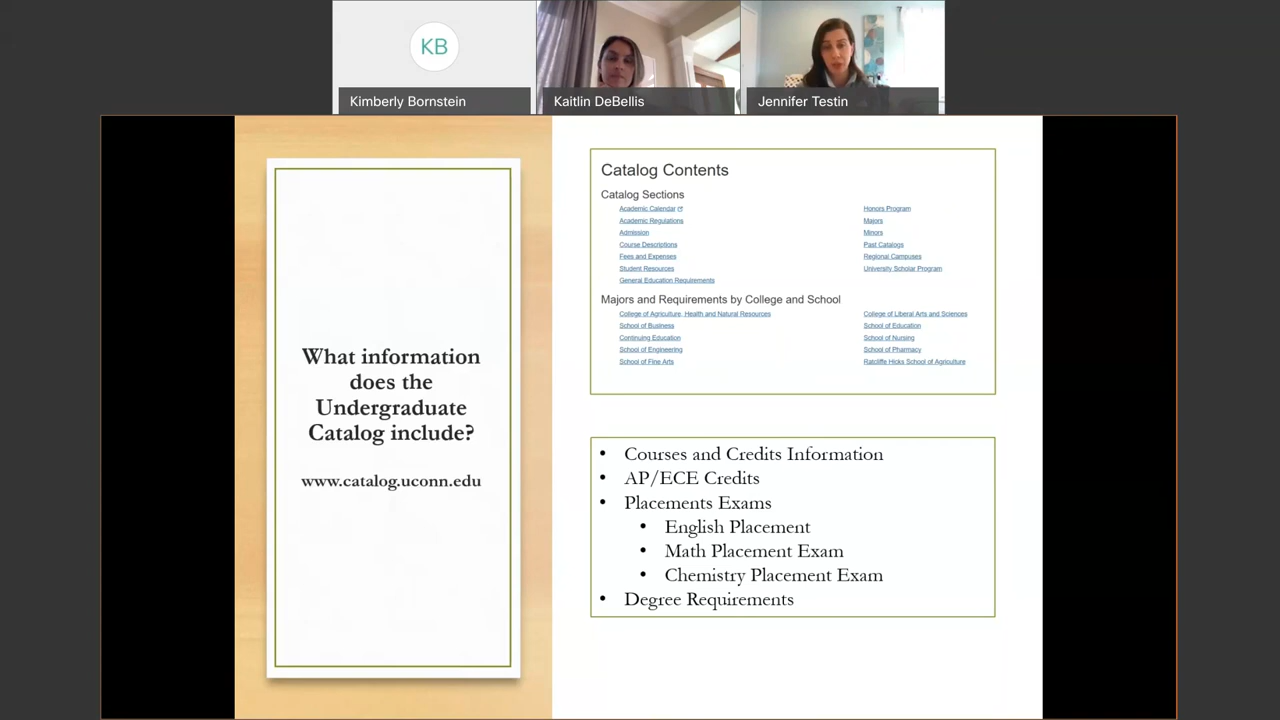 KB
Kimberly Bornstein
Kaitlin DeBellis
Jennifer Testin
What information
does the
Undergraduate
Catalog include?
www.catalog.uconn.edu
Catalog Contents
Catalog Sections
Academic Calendar
Academic Regulations
Admission
Course Descriptions
Fees and Expenses
Student Resources
General Education Requirements
Honors Program
Majors
Minors
Past Catalogs
Regional Campuses
University Scholar Program
Majors and Requirements by College and School
College of Agriculture, Health and Natural Resources
School of Business
Continuing Education
School of Engineering
School of Fine Arts
College of Liberal Arts and Sciences
School of Education
School of Nursing
School of Pharmacy
Ratcliffe Hicks School of Agriculture
• Courses and Credits Information
• AP/ECE Credits
• Placements Exams
• English Placement
• Math Placement Exam
• Chemistry Placement Exam
• Degree Requirements